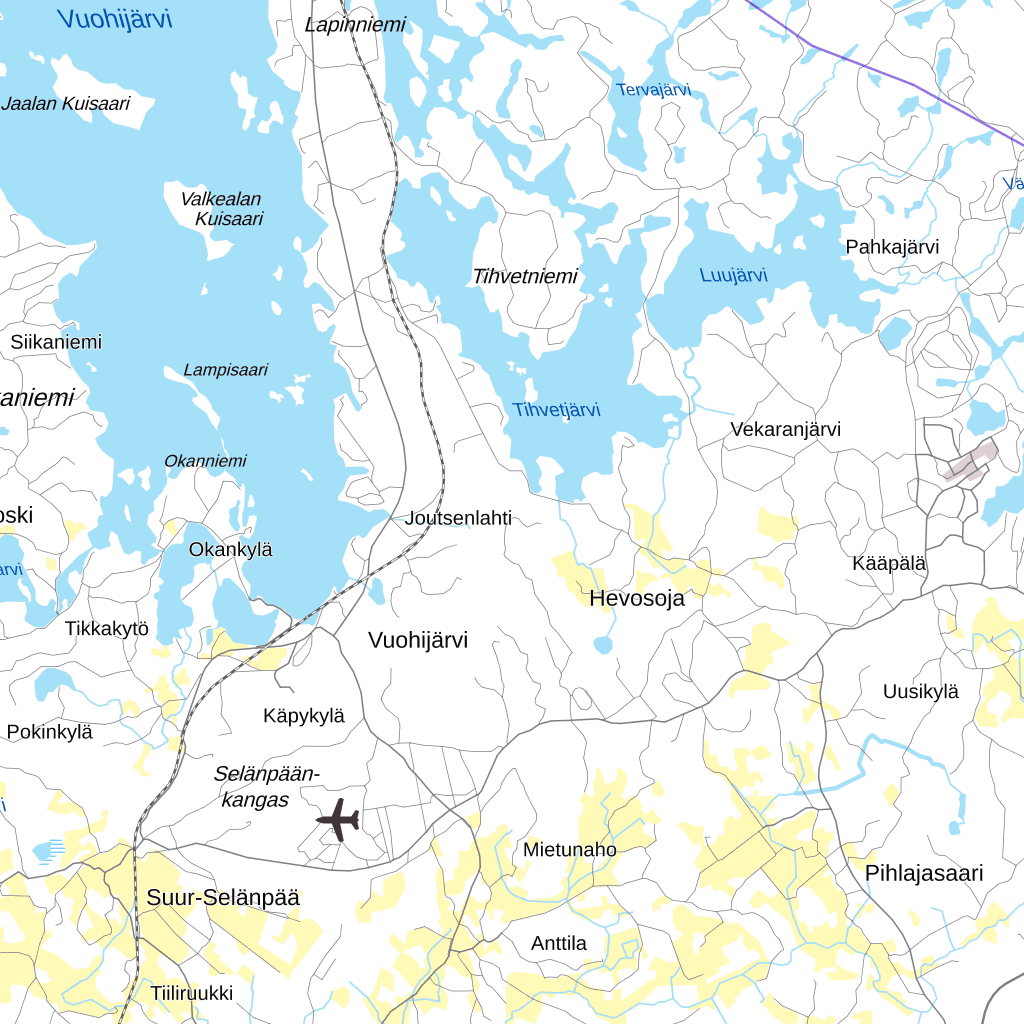 Vuohijärvi
Lapinniemi
Tervajärvi
Jaalan Kuisaari
Valkealan
Kuisaari
Pahkajärvi
Tihvetniemi
Luujärvi
Siikaniemi
Lampisaari
aniemi
Tihvetjärvi
Vekaranjärvi
Okanniemi
oski
Joutsenlahti
Okankylä
Kääpälä
ärvi
Hevosoja
Tikkakytö
Vuohijärvi
Uusikylä
Käpykylä
Pokinkylä
Selänpään-
kangas
Mietunaho
Pihlajasaari
Suur-Selänpää
Anttila
Tiiliruukki